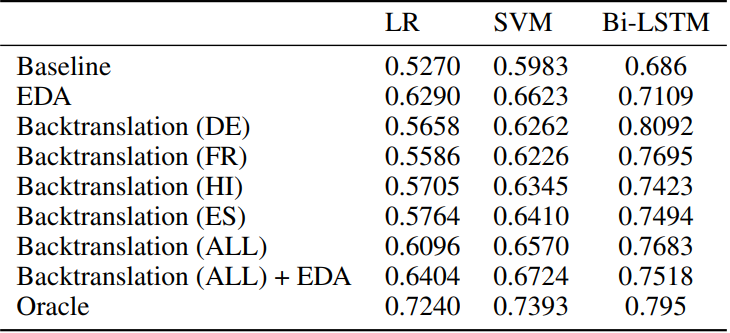 LR SVM Bi-LSTM
Baseline 0.5270 0.5983 0.686
EDA 0.6290 0.6623 0.7109
Backtranslation (DE) 0.5658 0.6262 0.8092
Backtranslation (FR) 0.5586 0.6226 0.7695
Backtranslation (HI) 0.5705 0.6345 0.7423
Backtranslation (ES) 0.5764 0.6410 0.7494
Backtranslation (ALL) 0.6096 0.6570 0.7683
Backtranslation (ALL) + EDA 0.6404 0.6724 0.7518
Oracle 0.7240 0.7393 0.795